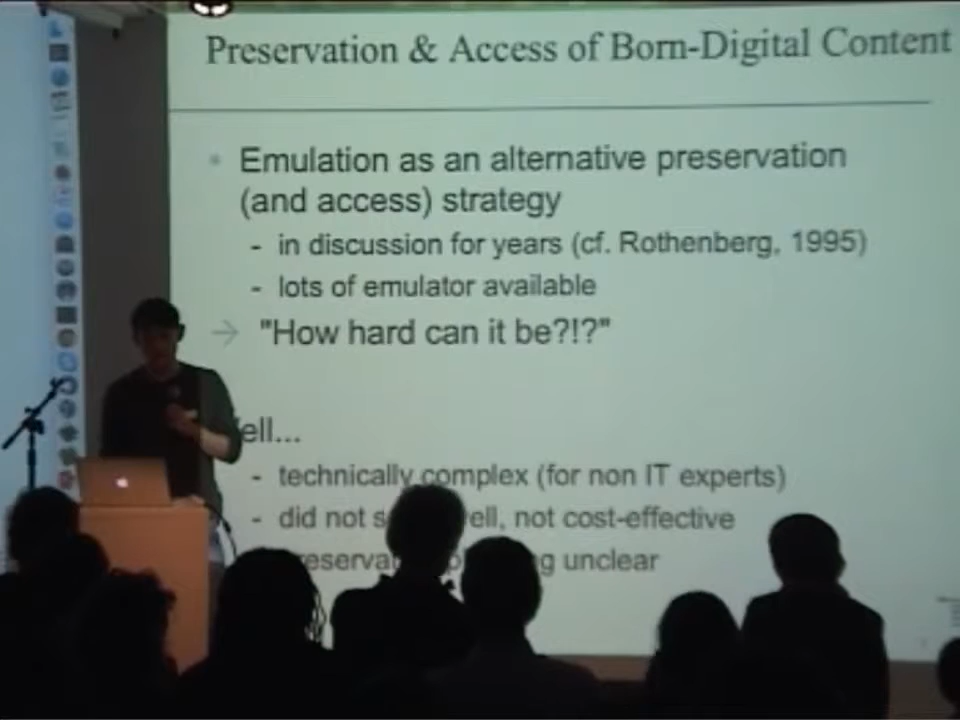 Preservation & Access of Born-Digital Content
Emulation as an alternative preservation
(and access) strategy
- in discussion for years (cf. Rothenberg, 1995)
- lots of emulator available
→ "How hard can it be?!?"
ell...
- technically complex (for non IT experts)
- did not s ell, not cost-effective
unclear